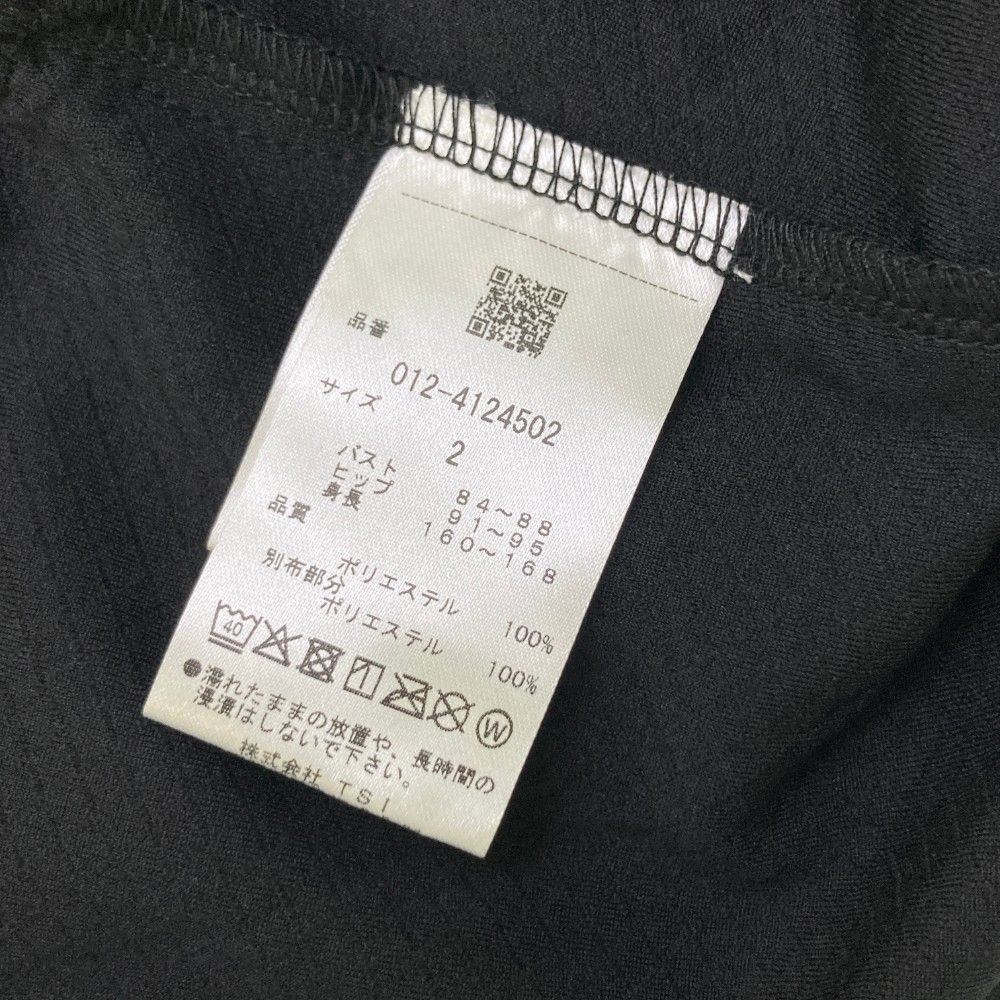 品番
012-4124502
サイズ
2
バスト 84～88
ヒップ 91～95
身長 160～168
品質
ポリエステル 100%
別布部分
ポリエステル 100%
40
W
濡れたままの放置や、長時間の
浸漬はしないで下さい。
株式会社 TSI